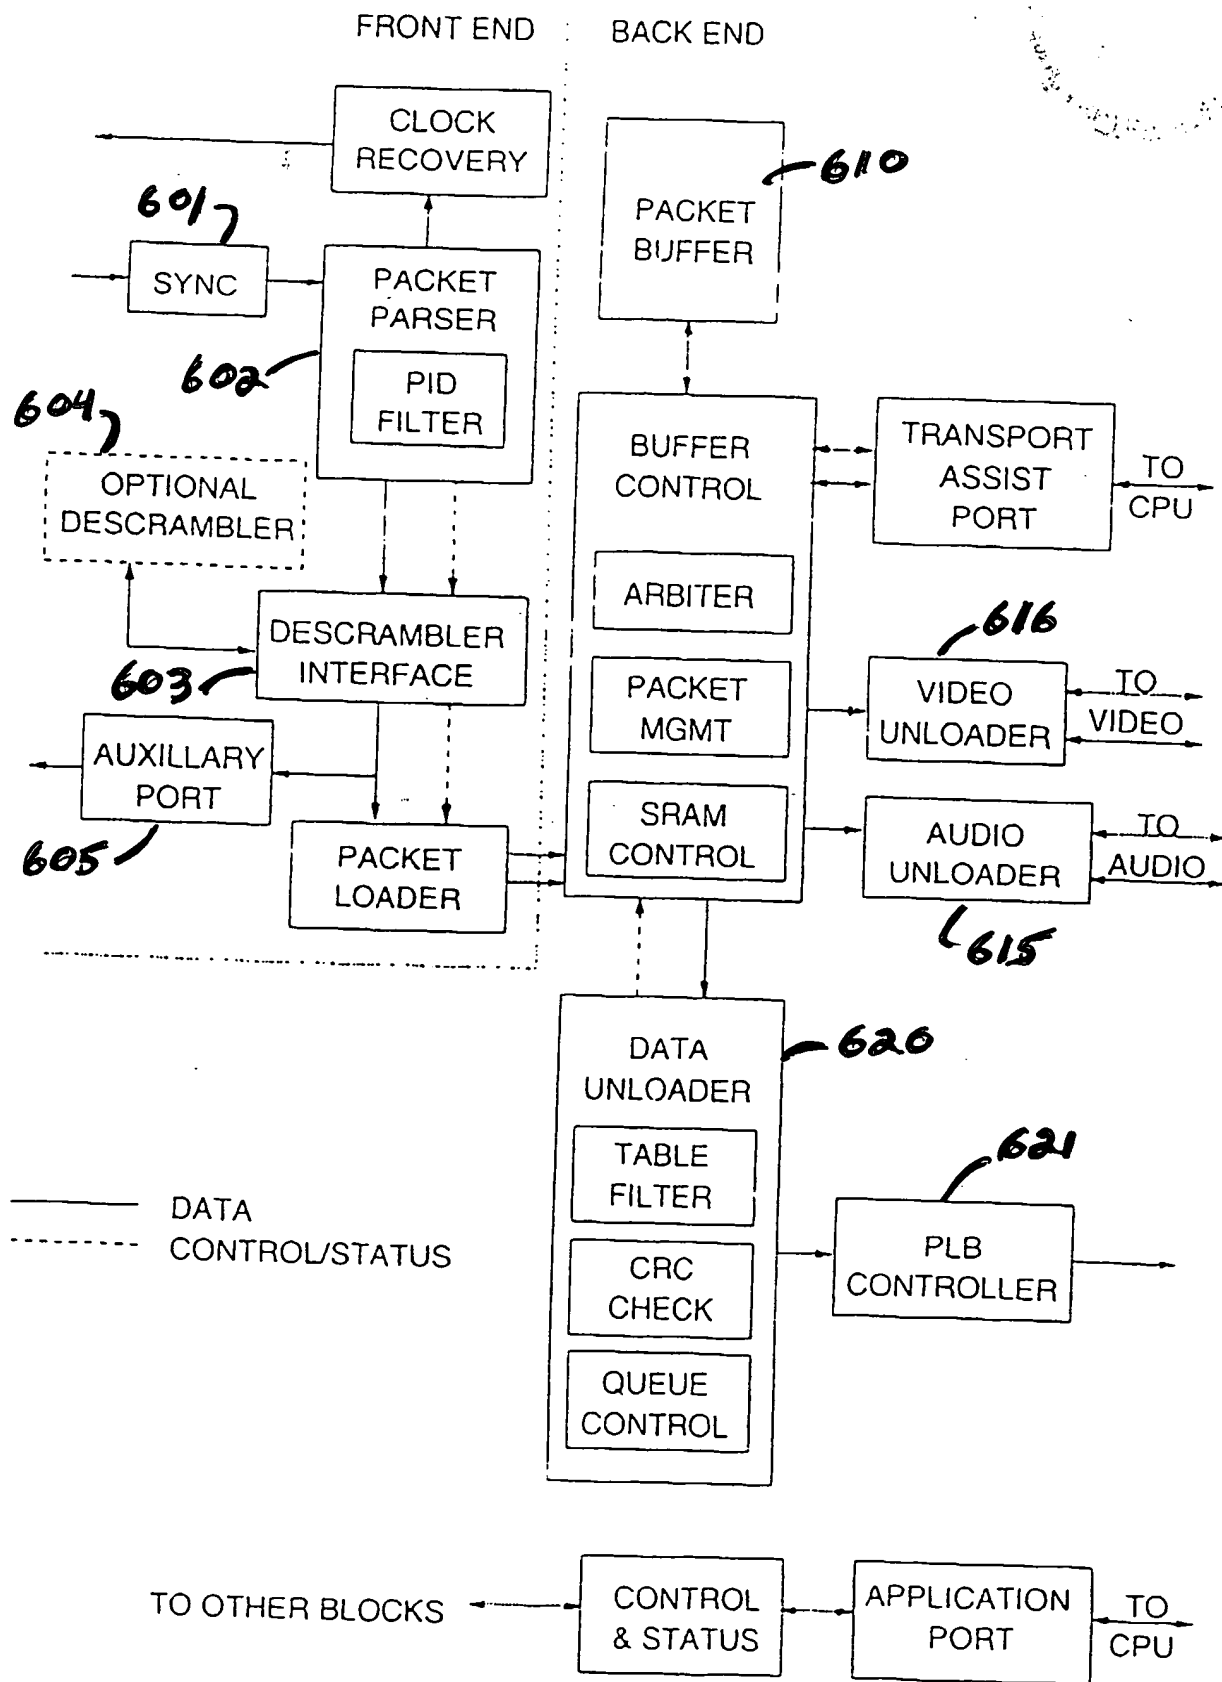 FRONT END
BACK END
CLOCK
RECOVERY
610
PACKET
BUFFER
601
SYNC
PACKET
PARSER
602
PID
FILTER
604
OPTIONAL
DESCRAMBLER
BUFFER
CONTROL
TRANSPORT
ASSIST
PORT
TO
CPU
ARBITER
DESCRAMBLER
INTERFACE
603
PACKET
MGMT
616
VIDEO
UNLOADER
TO
VIDEO
AUXILLARY
PORT
605
SRAM
CONTROL
AUDIO
UNLOADER
TO
AUDIO
615
PACKET
LOADER
DATA
UNLOADER
620
TABLE
FILTER
621
DATA
CONTROL/STATUS
CRC
CHECK
PLB
CONTROLLER
QUEUE
CONTROL
TO OTHER BLOCKS
CONTROL
& STATUS
APPLICATION
PORT
TO
CPU